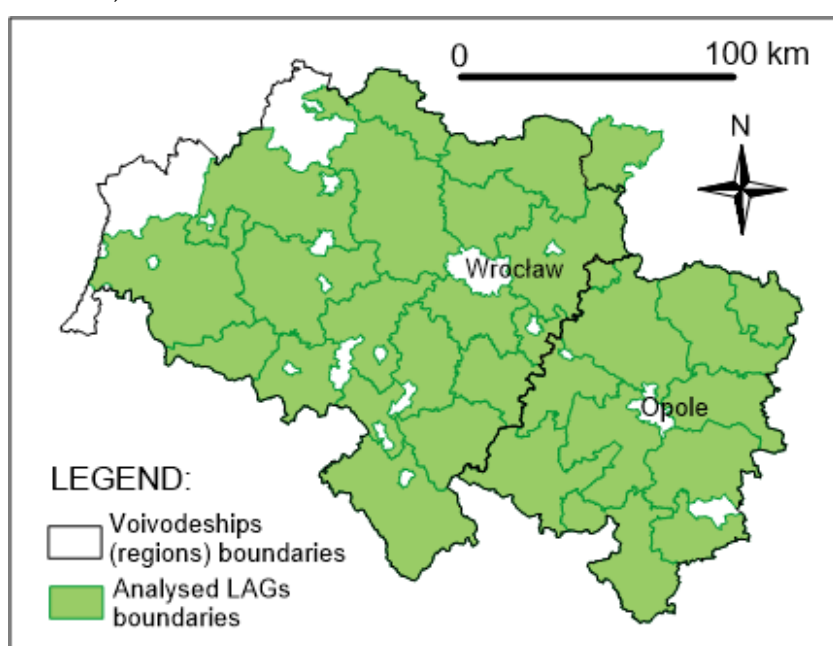 0 100 km
N
Wrocław
Opole
LEGEND:
Voivodeships
(regions) boundaries
Analysed LAGs
boundaries